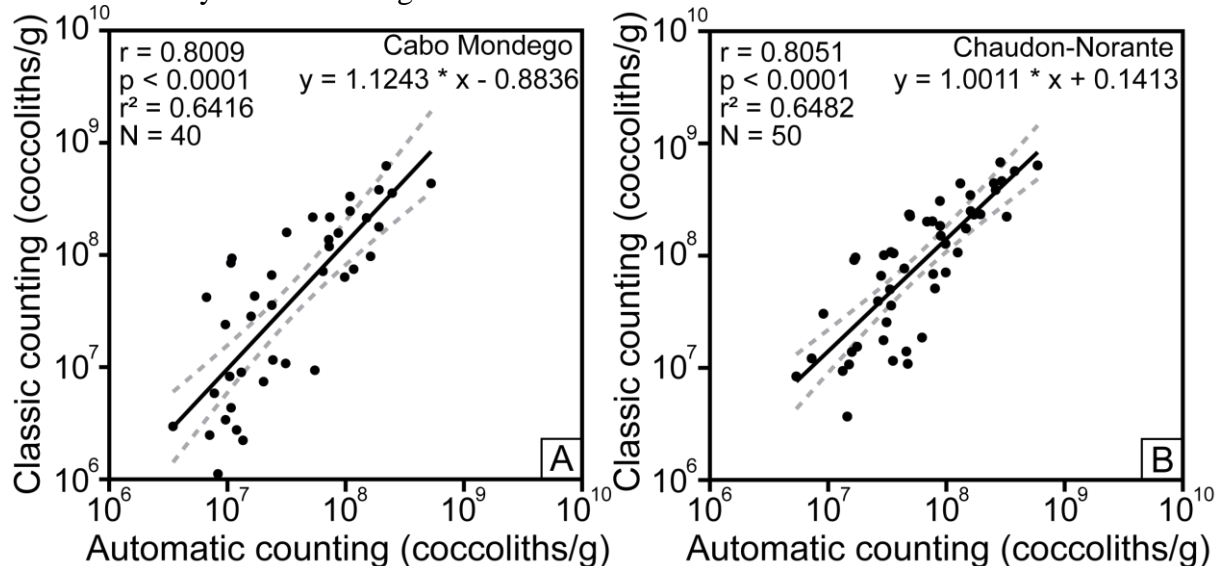 Classic counting (coccoliths/g)
10^10
10^9
10^8
10^7
10^6
r = 0.8009
p < 0.0001
r² = 0.6416
N = 40
Cabo Mondego
y = 1.1243 * x - 0.8836
A
10^6 10^7 10^8 10^9 10^10
Automatic counting (coccoliths/g)
Classic counting (coccoliths/g)
10^10
10^9
10^8
10^7
10^6
r = 0.8051
p < 0.0001
r² = 0.6482
N = 50
Chaudon-Norante
y = 1.0011 * x + 0.1413
B
10^6 10^7 10^8 10^9 10^10
Automatic counting (coccoliths/g)